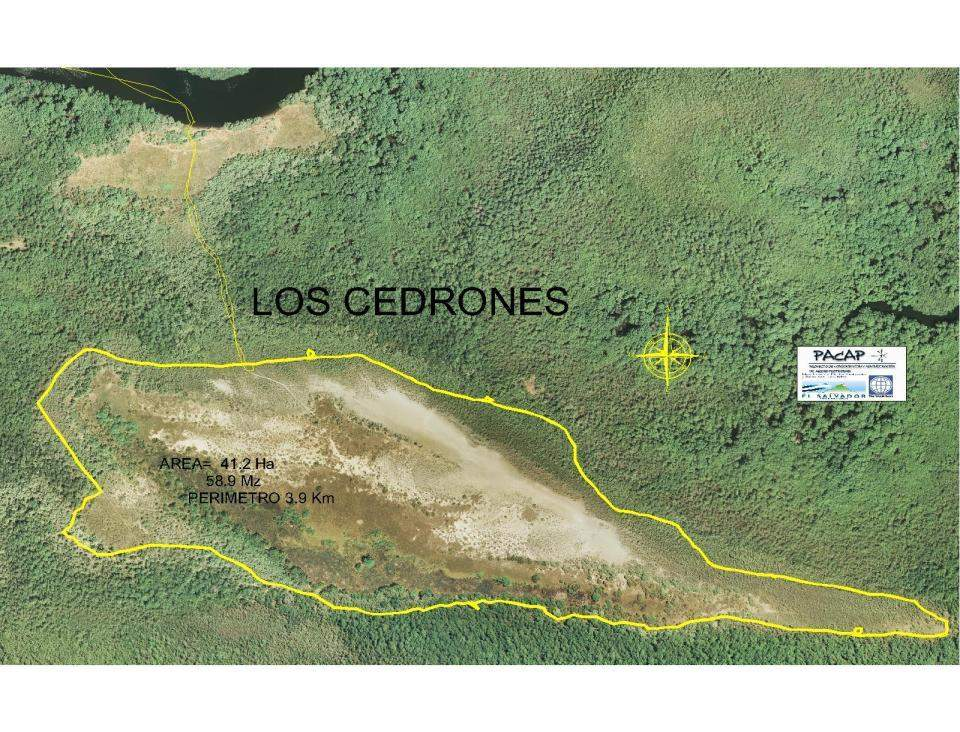 LOS CEDRONES
PACAP
EL SALVADOR
AREA= 41.2 Ha
58.9 Mz
PERIMETRO 3.9 Km